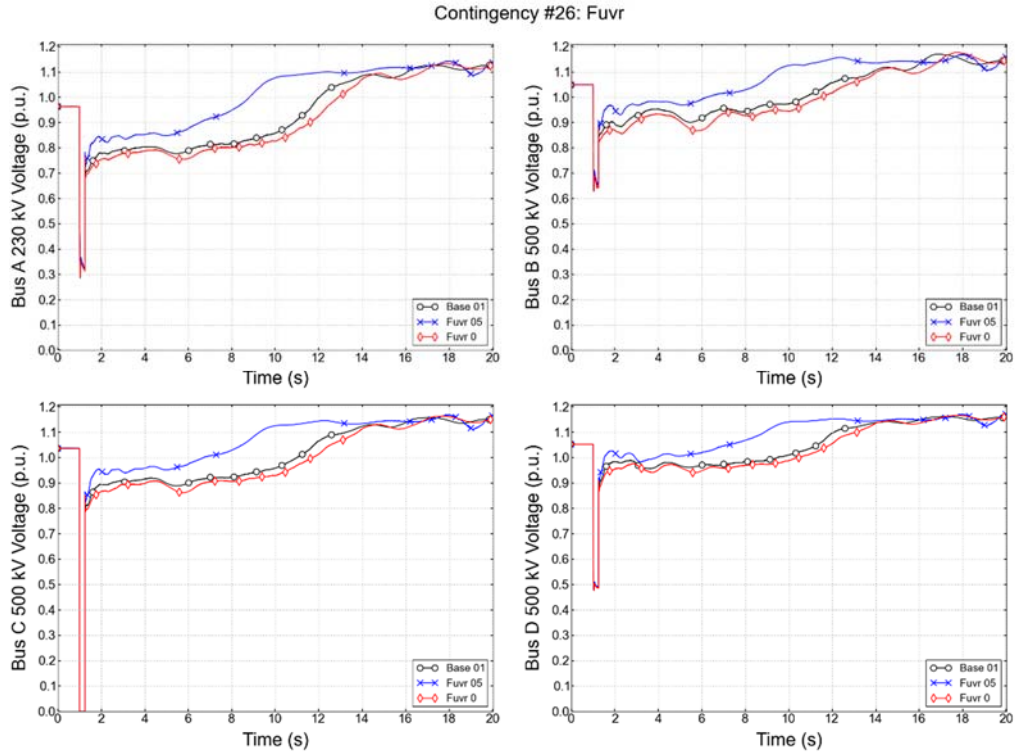 Contingency #26: Fuvr
Bus A 230 kV Voltage (p.u.)
1.2
1.1
1.0
0.9
0.8
0.7
0.6
0.5
0.4
0.3
0.2
0.1
0.0
0 2 4 6 8 10 12 14 16 18 20
Time (s)
Base 01
Fuvr 05
Fuvr 0
Bus B 500 kV Voltage (p.u.)
1.2
1.1
1.0
0.9
0.8
0.7
0.6
0.5
0.4
0.3
0.2
0.1
0.0
0 2 4 6 8 10 12 14 16 18 20
Time (s)
Base 01
Fuvr 05
Fuvr 0
Bus C 500 kV Voltage (p.u.)
1.2
1.1
1.0
0.9
0.8
0.7
0.6
0.5
0.4
0.3
0.2
0.1
0.0
0 2 4 6 8 10 12 14 16 18 20
Time (s)
Base 01
Fuvr 05
Fuvr 0
Bus D 500 kV Voltage (p.u.)
1.2
1.1
1.0
0.9
0.8
0.7
0.6
0.5
0.4
0.3
0.2
0.1
0.0
0 2 4 6 8 10 12 14 16 18 20
Time (s)
Base 01
Fuvr 05
Fuvr 0